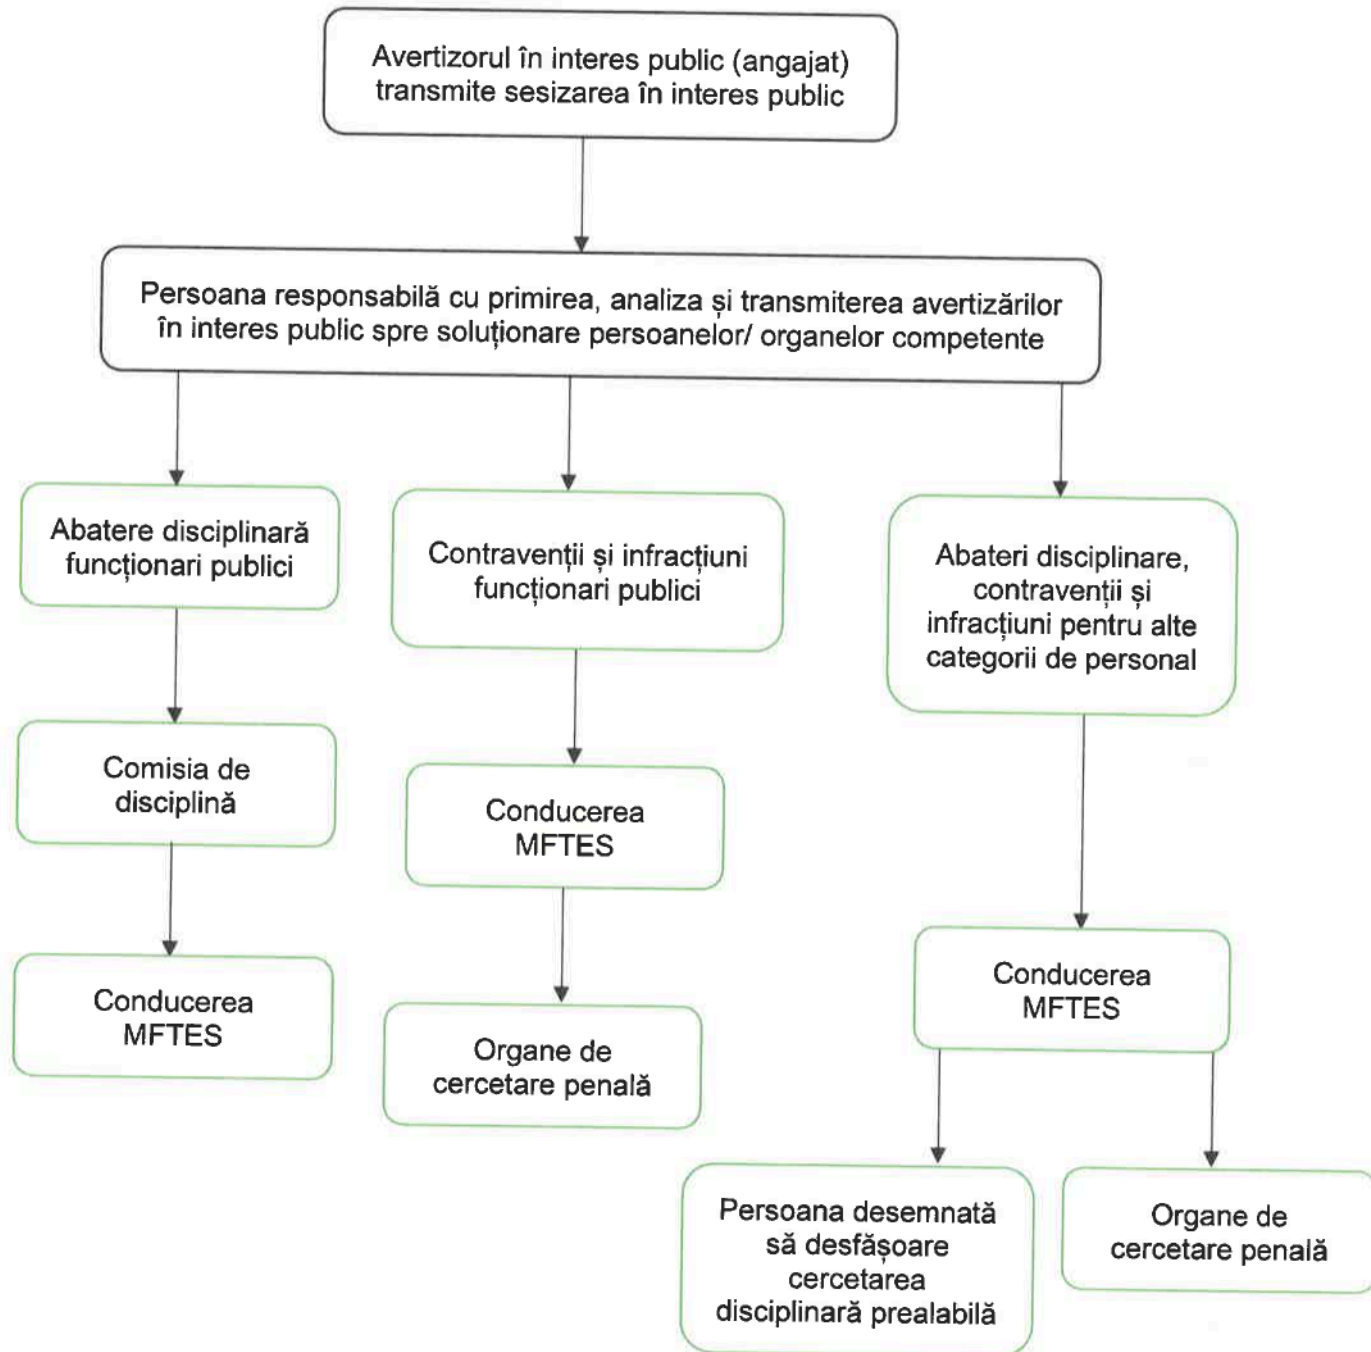 Avertizorul în interes public (angajat)
transmite sesizarea în interes public
Persoana responsabilă cu primirea, analiza și transmiterea avertizărilor
în interes public spre soluționare persoanelor/ organelor competente
Abatere disciplinară
funcționari publici
Contravenții și infracțiuni
funcționari publici
Abateri disciplinare,
contravenții și
infracțiuni pentru alte
categorii de personal
Comisia de
disciplină
Conducerea
MFTES
Conducerea
MFTES
Organe de
cercetare penală
Conducerea
MFTES
Persoana desemnată
să desfășoare
cercetarea
disciplinară prealabilă
Organe de
cercetare penală